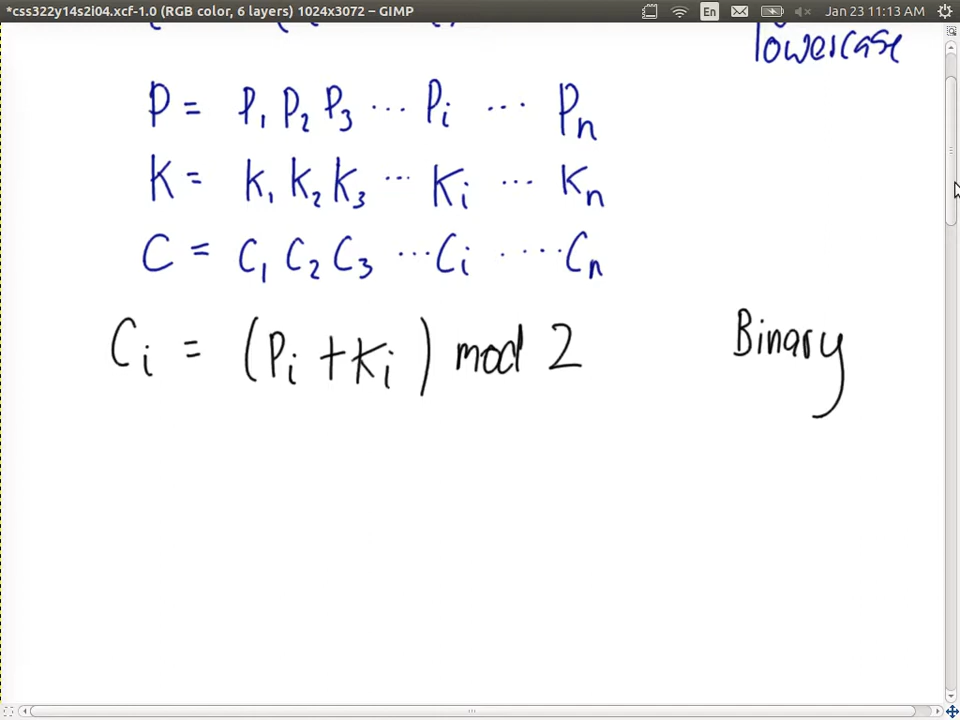 *css322y14s2i04.xcf-1.0 (RGB color, 6 layers) 1024x3072 – GIMP En Jan 23 11:13 AM
lowercase
P = P₁ P₂ P₃ ... Pᵢ ... Pₙ
K = K₁ K₂ K₃ ... Kᵢ ... Kₙ
C = C₁ C₂ C₃ ... Cᵢ .... Cₙ
Cᵢ = (Pᵢ + Kᵢ) mod 2 Binary